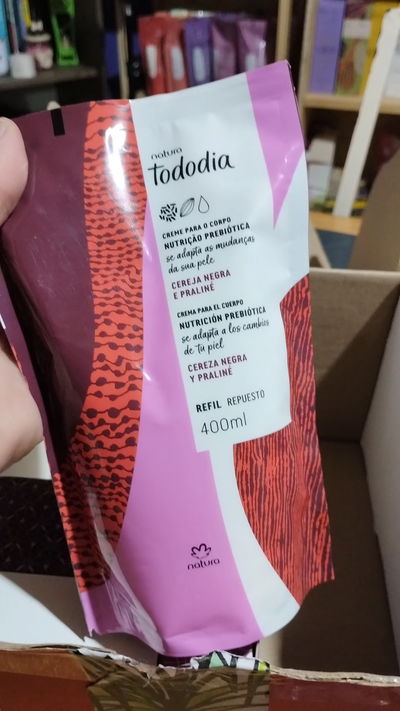 natura
tododia
CREME PARA O CORPO
NUTRIÇÃO PREBIÓTICA
se adapta as mudanças
da sua pele
CEREJA NEGRA
E PRALINÉ
CREMA PARA EL CUERPO
NUTRICIÓN PREBIÓTICA
se adapta a los cambios
de tu piel
CEREZA NEGRA
Y PRALINÉ
REFIL REPUESTO
400ml
natura